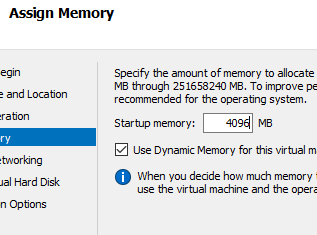 Assign Memory
egin
e and Location
eration
ry
etworking
ual Hard Disk
on Options
Specify the amount of memory to allocate
MB through 251658240 MB. To improve pe
recommended for the operating system.
Startup memory: 4096 MB
Use Dynamic Memory for this virtual m
When you decide how much memory t
use the virtual machine and the opera